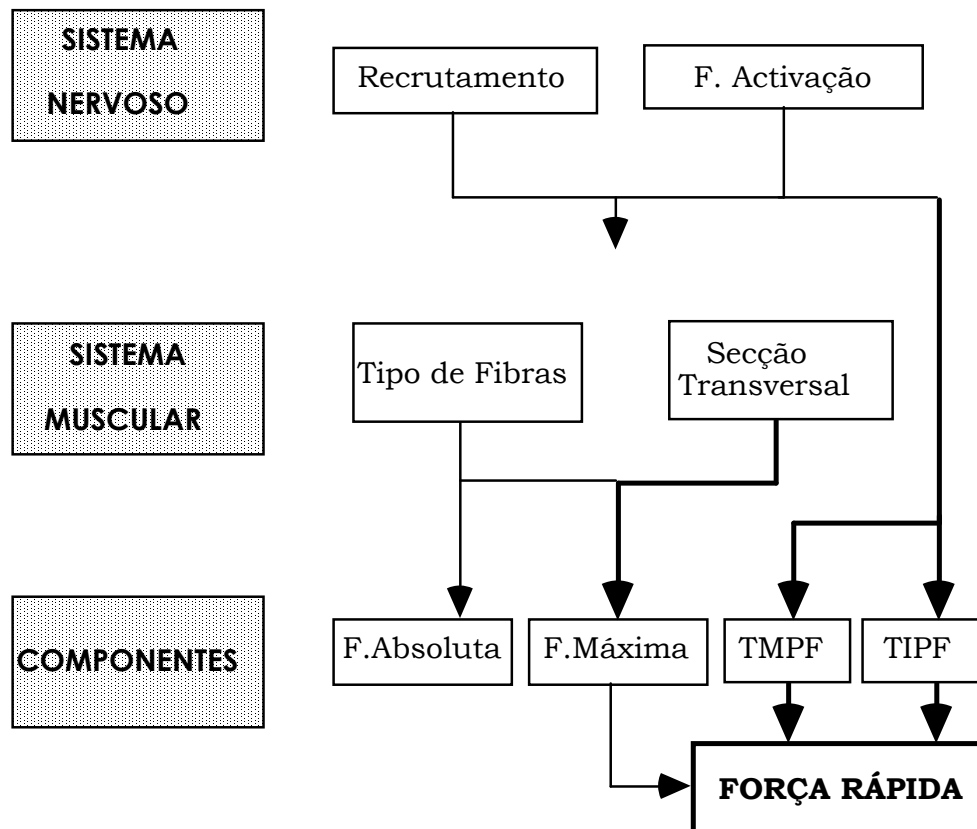 SISTEMA
NERVOSO
Recrutamento
F. Activação
SISTEMA
MUSCULAR
Tipo de Fibras
Secção
Transversal
COMPONENTES
F.Absoluta
F.Máxima
TMPF
TIPF
FORÇA RÁPIDA